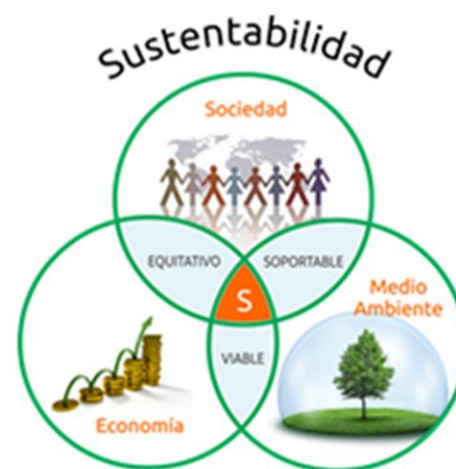 Sustentabilidad
Sociedad
EQUITATIVO
SOPORTABLE
S
Medio
Ambiente
VIABLE
Economía